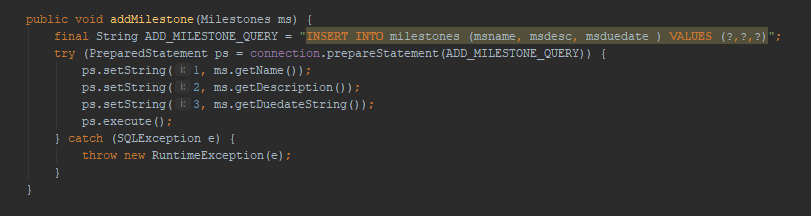 public void addMilestone(Milestones ms) {
    final String ADD_MILESTONE_QUERY = "INSERT INTO milestones (msname, msdesc, msduedate ) VALUES (?,?,?)";
    try (PreparedStatement ps = connection.prepareStatement(ADD_MILESTONE_QUERY)) {
        ps.setString( i: 1, ms.getName());
        ps.setString( i: 2, ms.getDescription());
        ps.setString( i: 3, ms.getDuedateString());
        ps.execute();
    } catch (SQLException e) {
        throw new RuntimeException(e);
    }
}